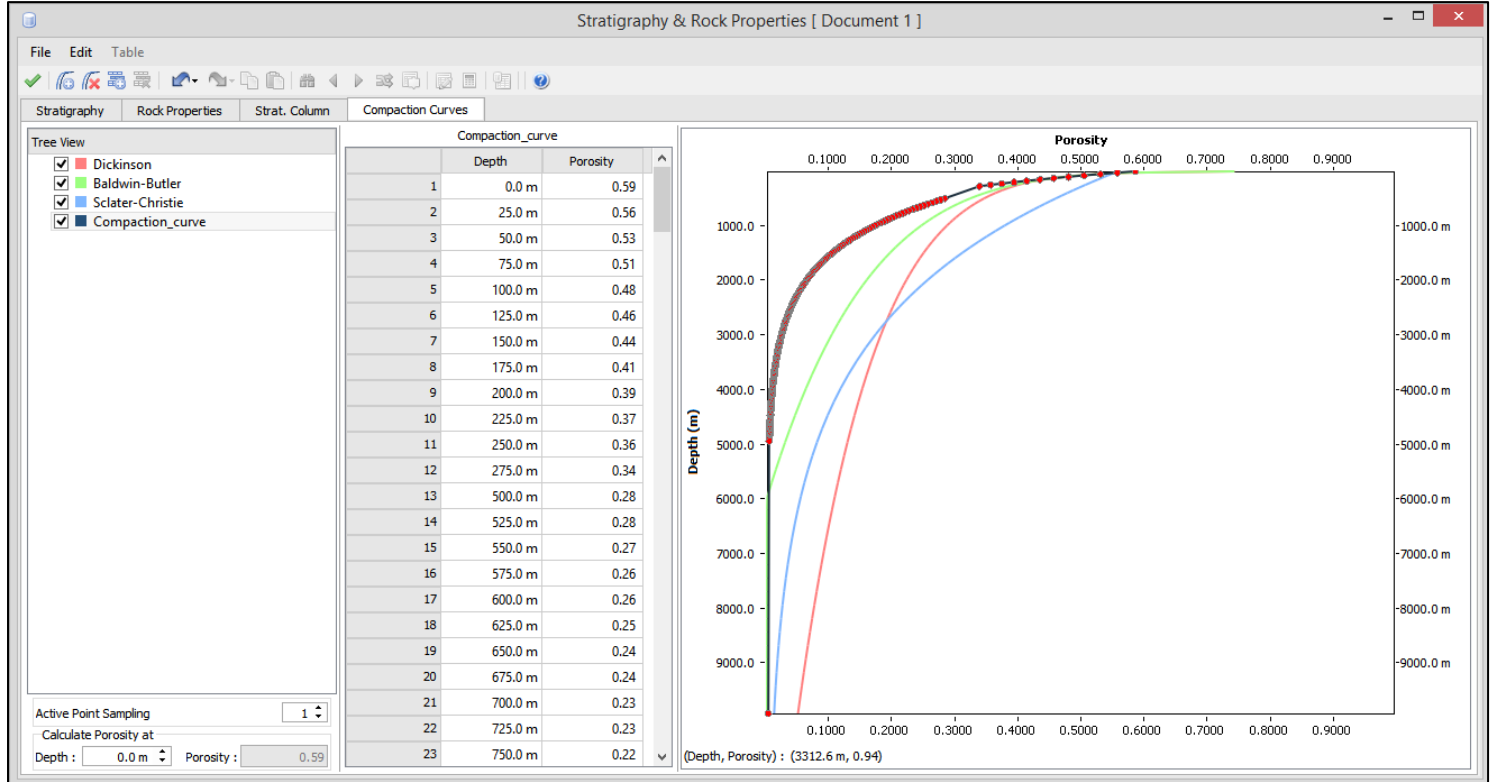 Stratigraphy & Rock Properties [ Document 1 ]
File Edit Table
Stratigraphy Rock Properties Strat. Column Compaction Curves
Tree View
Dickinson
Baldwin-Butler
Sclater-Christie
Compaction_curve
Active Point Sampling 1
Calculate Porosity at
Depth : 0.0 m Porosity : 0.59
Compaction_curve
Depth Porosity
1 0.0 m 0.59
2 25.0 m 0.56
3 50.0 m 0.53
4 75.0 m 0.51
5 100.0 m 0.48
6 125.0 m 0.46
7 150.0 m 0.44
8 175.0 m 0.41
9 200.0 m 0.39
10 225.0 m 0.37
11 250.0 m 0.36
12 275.0 m 0.34
13 500.0 m 0.28
14 525.0 m 0.28
15 550.0 m 0.27
16 575.0 m 0.26
17 600.0 m 0.26
18 625.0 m 0.25
19 650.0 m 0.24
20 675.0 m 0.24
21 700.0 m 0.23
22 725.0 m 0.23
23 750.0 m 0.22
Porosity
0.1000 0.2000 0.3000 0.4000 0.5000 0.6000 0.7000 0.8000 0.9000
Depth (m)
1000.0 1000.0 m
2000.0 2000.0 m
3000.0 3000.0 m
4000.0 4000.0 m
5000.0 5000.0 m
6000.0 6000.0 m
7000.0 7000.0 m
8000.0 8000.0 m
9000.0 9000.0 m
0.1000 0.2000 0.3000 0.4000 0.5000 0.6000 0.7000 0.8000 0.9000
(Depth, Porosity) : (3312.6 m, 0.94)